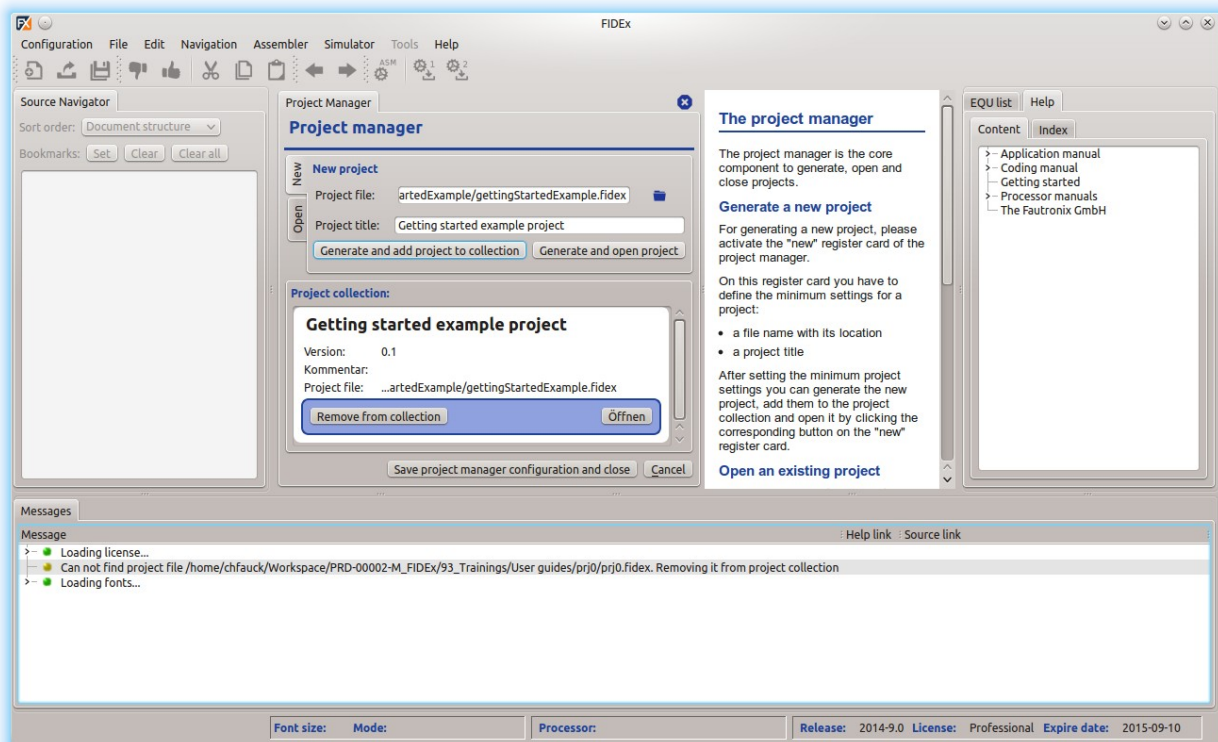 FIDEx
Configuration File Edit Navigation Assembler Simulator Tools Help
ASM 1 2
Source Navigator
Sort order: Document structure
Bookmarks: Set Clear Clear all
Project Manager
Project manager
New
Open
New project
Project file: artedExample/gettingStartedExample.fidex
Project title: Getting started example project
Generate and add project to collection Generate and open project
Project collection:
Getting started example project
Version: 0.1
Kommentar:
Project file: ...artedExample/gettingStartedExample.fidex
Remove from collection Öffnen
Save project manager configuration and close Cancel
The project manager
The project manager is the core
component to generate, open and
close projects.
Generate a new project
For generating a new project, please
activate the "new" register card of the
project manager.
On this register card you have to
define the minimum settings for a
project:
• a file name with its location
• a project title
After setting the minimum project
settings you can generate the new
project, add them to the project
collection and open it by clicking the
corresponding button on the "new"
register card.
Open an existing project
EQU list Help
Content Index
Application manual
Coding manual
Getting started
Processor manuals
The Fautronix GmbH
Messages
Message Help link Source link
Loading license...
Can not find project file /home/chfauck/Workspace/PRD-00002-M_FIDEx/93_Trainings/User guides/prj0/prj0.fidex. Removing it from project collection
Loading fonts...
Font size: Mode: Processor: Release: 2014-9.0 License: Professional Expire date: 2015-09-10